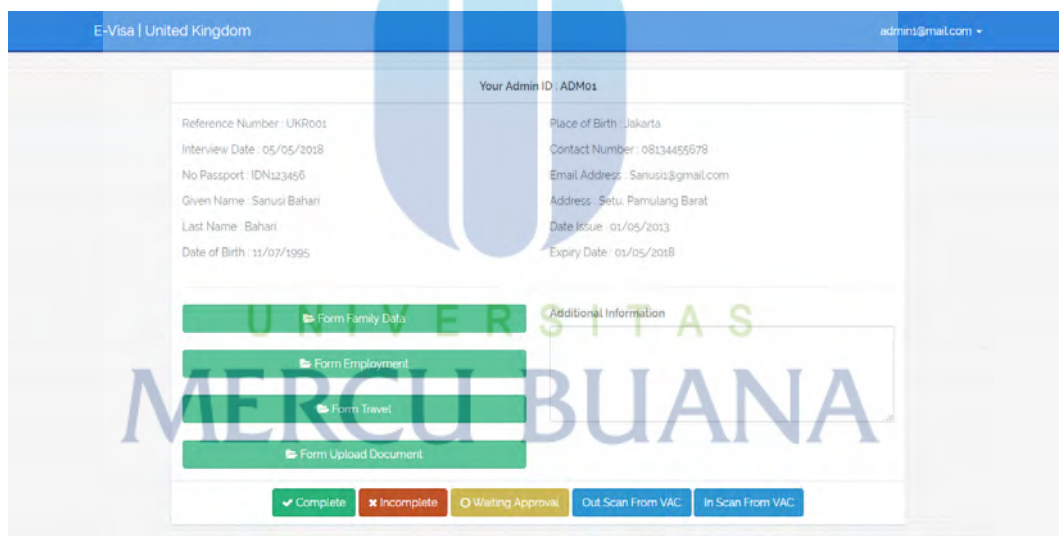 E-Visa | United Kingdom
admin1@mail.com
Your Admin ID : ADM01
Reference Number : UKR001
Interview Date : 05/05/2018
No Passport : IDN123456
Given Name : Sanusi Bahari
Last Name : Bahari
Date of Birth : 11/07/1995
Place of Birth : Jakarta
Contact Number : 08134455678
Email Address : Sanusi1@gmail.com
Address : Setu, Pamulang Barat
Date Issue : 01/05/2013
Expiry Date : 01/05/2018
Form Family Data
Form Employment
Form Travel
Form Upload Document
Additional Information
UNIVERSITAS
MERCU BUANA
Complete
Incomplete
Waiting Approval
Out Scan From VAC
In Scan From VAC